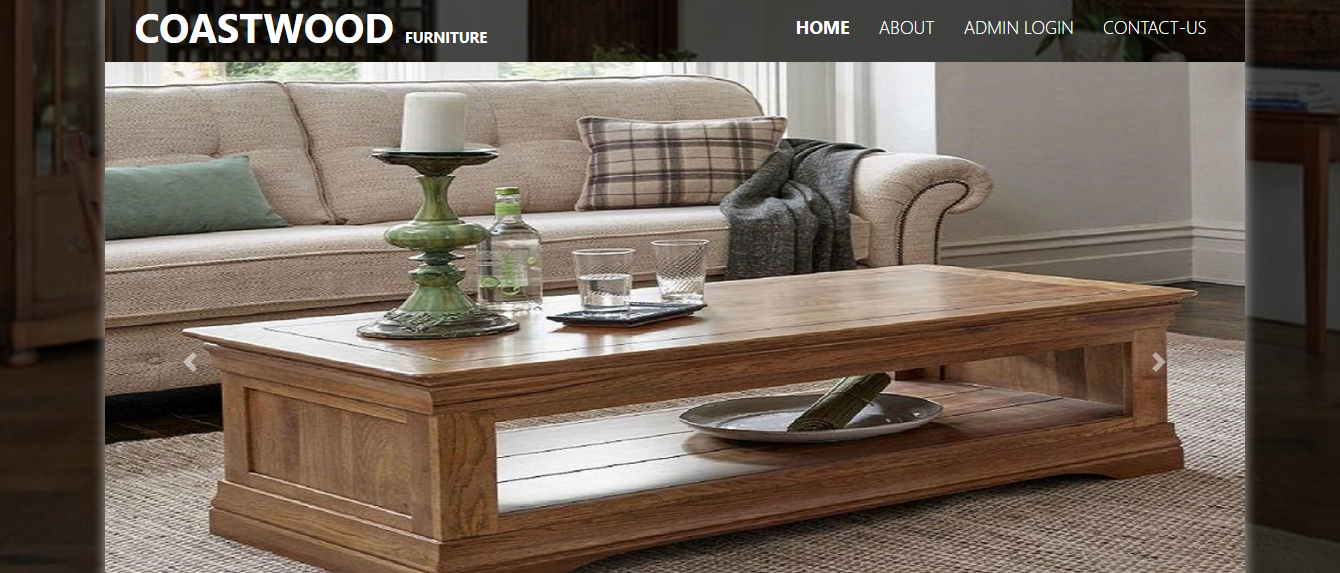 COASTWOOD FURNITURE
HOME ABOUT ADMIN LOGIN CONTACT-US